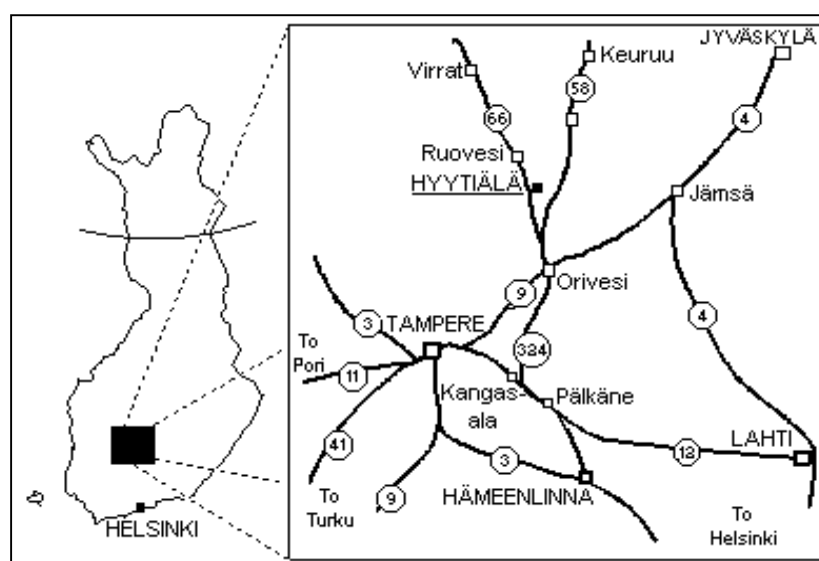 JYVÄSKYLÄ
Virrat
Keuruu
58
66
4
Ruovesi
HYYTIÄLÄ
Jämsä
Orivesi
9
3
TAMPERE
4
To
Pori
324
11
Kangas-
ala
Pälkäne
41
LAHTI
12
3
9
HÄMEENLINNA
To
Turku
To
Helsinki
HELSINKI